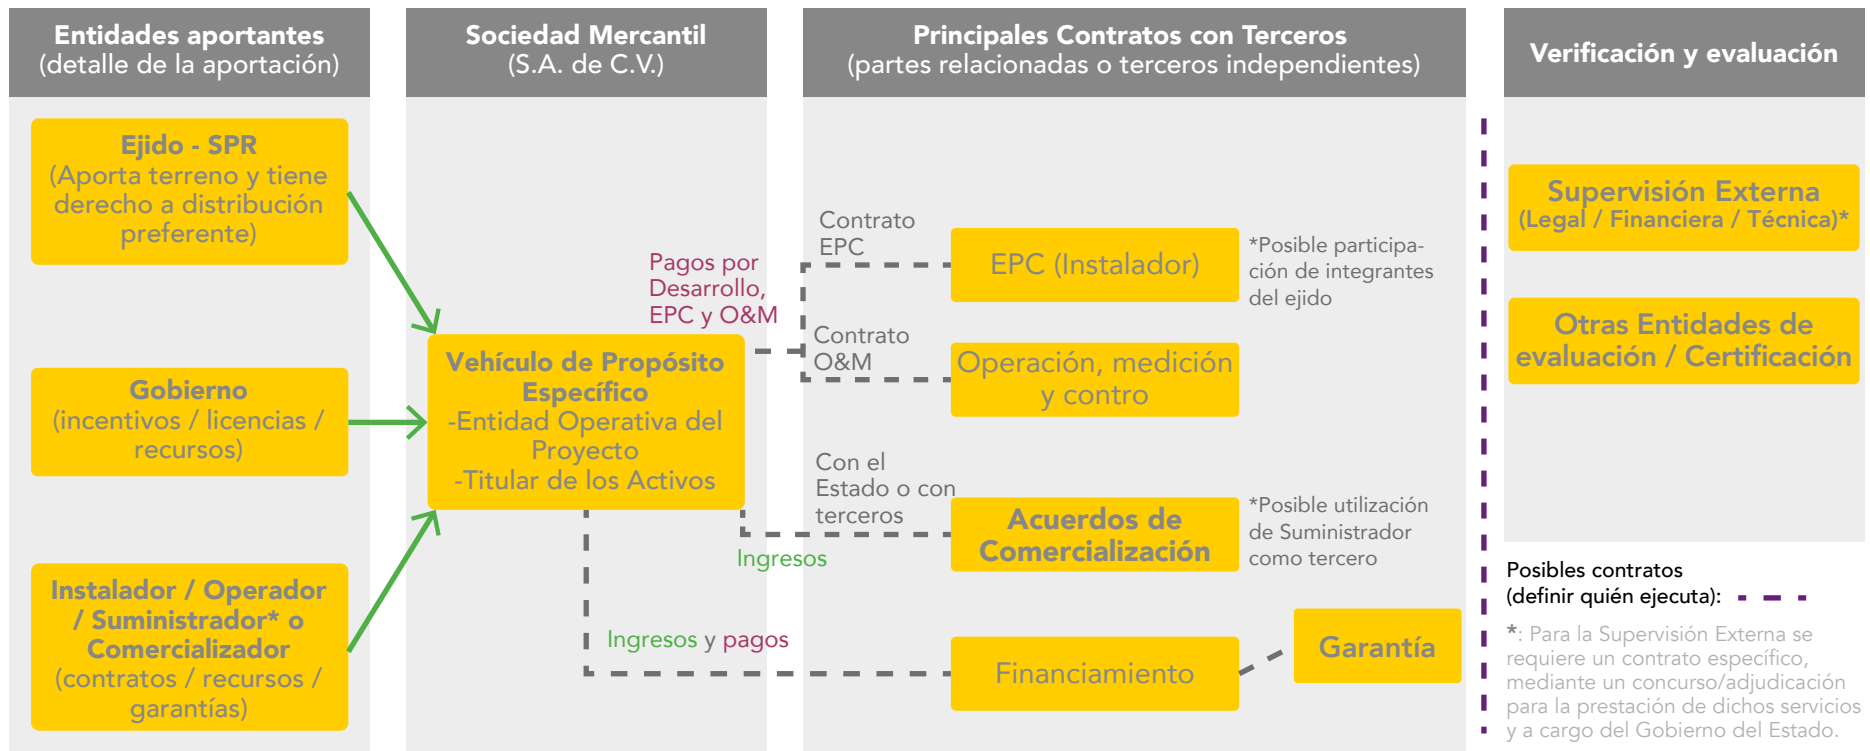 Entidades aportantes
(detalle de la aportación)
Ejido - SPR
(Aporta terreno y tiene
derecho a distribución
preferente)
Gobierno
(incentivos / licencias /
recursos)
Instalador / Operador
/ Suministrador* o
Comercializador
(contratos / recursos /
garantías)
Sociedad Mercantil
(S.A. de C.V.)
Vehículo de Propósito
Específico
-Entidad Operativa del
Proyecto
-Titular de los Activos
Pagos por
Desarrollo,
EPC y O&M
Ingresos
Ingresos y pagos
Principales Contratos con Terceros
(partes relacionadas o terceros independientes)
Contrato
EPC
EPC (Instalador)
*Posible participa-
ción de integrantes
del ejido
Contrato
O&M
Operación, medición
y contro
Con el
Estado o con
terceros
Acuerdos de
Comercialización
*Posible utilización
de Suministrador
como tercero
Financiamiento
Garantía
Verificación y evaluación
Supervisión Externa
(Legal / Financiera / Técnica)*
Otras Entidades de
evaluación / Certificación
Posibles contratos
(definir quién ejecuta):
*: Para la Supervisión Externa se
requiere un contrato específico,
mediante un concurso/adjudicación
para la prestación de dichos servicios
y a cargo del Gobierno del Estado.